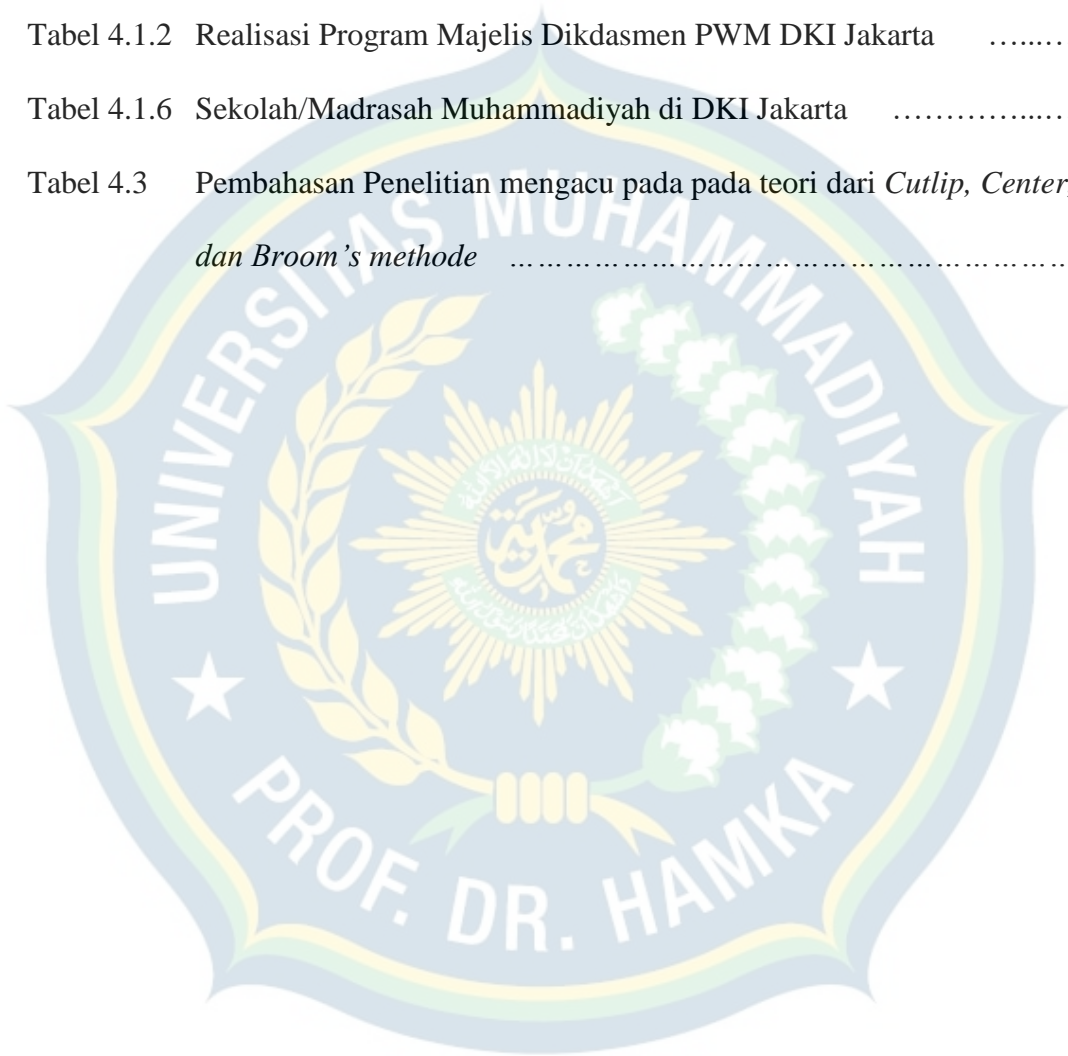 Tabel 4.1.2 Realisasi Program Majelis Dikdasmen PWM DKI Jakarta …..…
Tabel 4.1.6 Sekolah/Madrasah Muhammadiyah di DKI Jakarta …………...…
Tabel 4.3 Pembahasan Penelitian mengacu pada pada teori dari Cutlip, Center,
dan Broom’s methode ………………………………………………..
UNIVERSITAS MUHAMMADIYAH
محمدية
PROF. DR. HAMKA